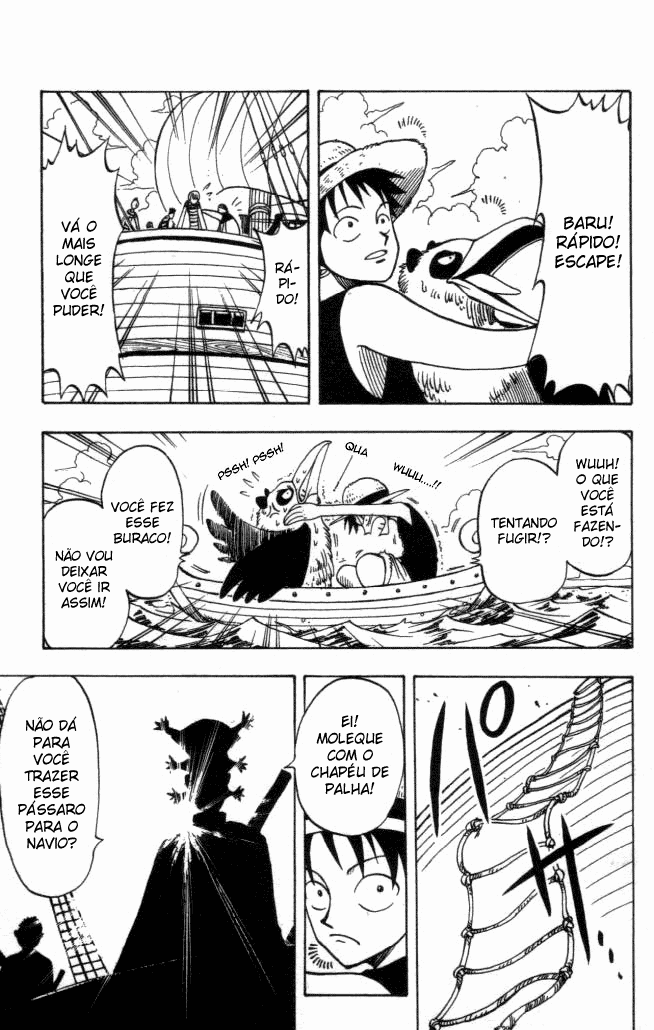 BARU!
RÁPIDO!
ESCAPE!
RÁ-
PI-
DO!
VÁ O
MAIS
LONGE
QUE
VOCÊ
PUDER!
WUUH!
O QUE
VOCÊ
ESTÁ
FAZEN-
DO!?
TENTANDO
FUGIR!?
WUUU....!!
QUA
PSSH! PSSH!
VOCÊ FEZ
ESSE
BURACO!
NÃO VOU
DEIXAR
VOCÊ IR
ASSIM!
EI!
MOLEQUE
COM O
CHAPÉU DE
PALHA!
NÃO DÁ
PARA
VOCÊ
TRAZER
ESSE
PÁSSARO
PARA O
NAVIO?